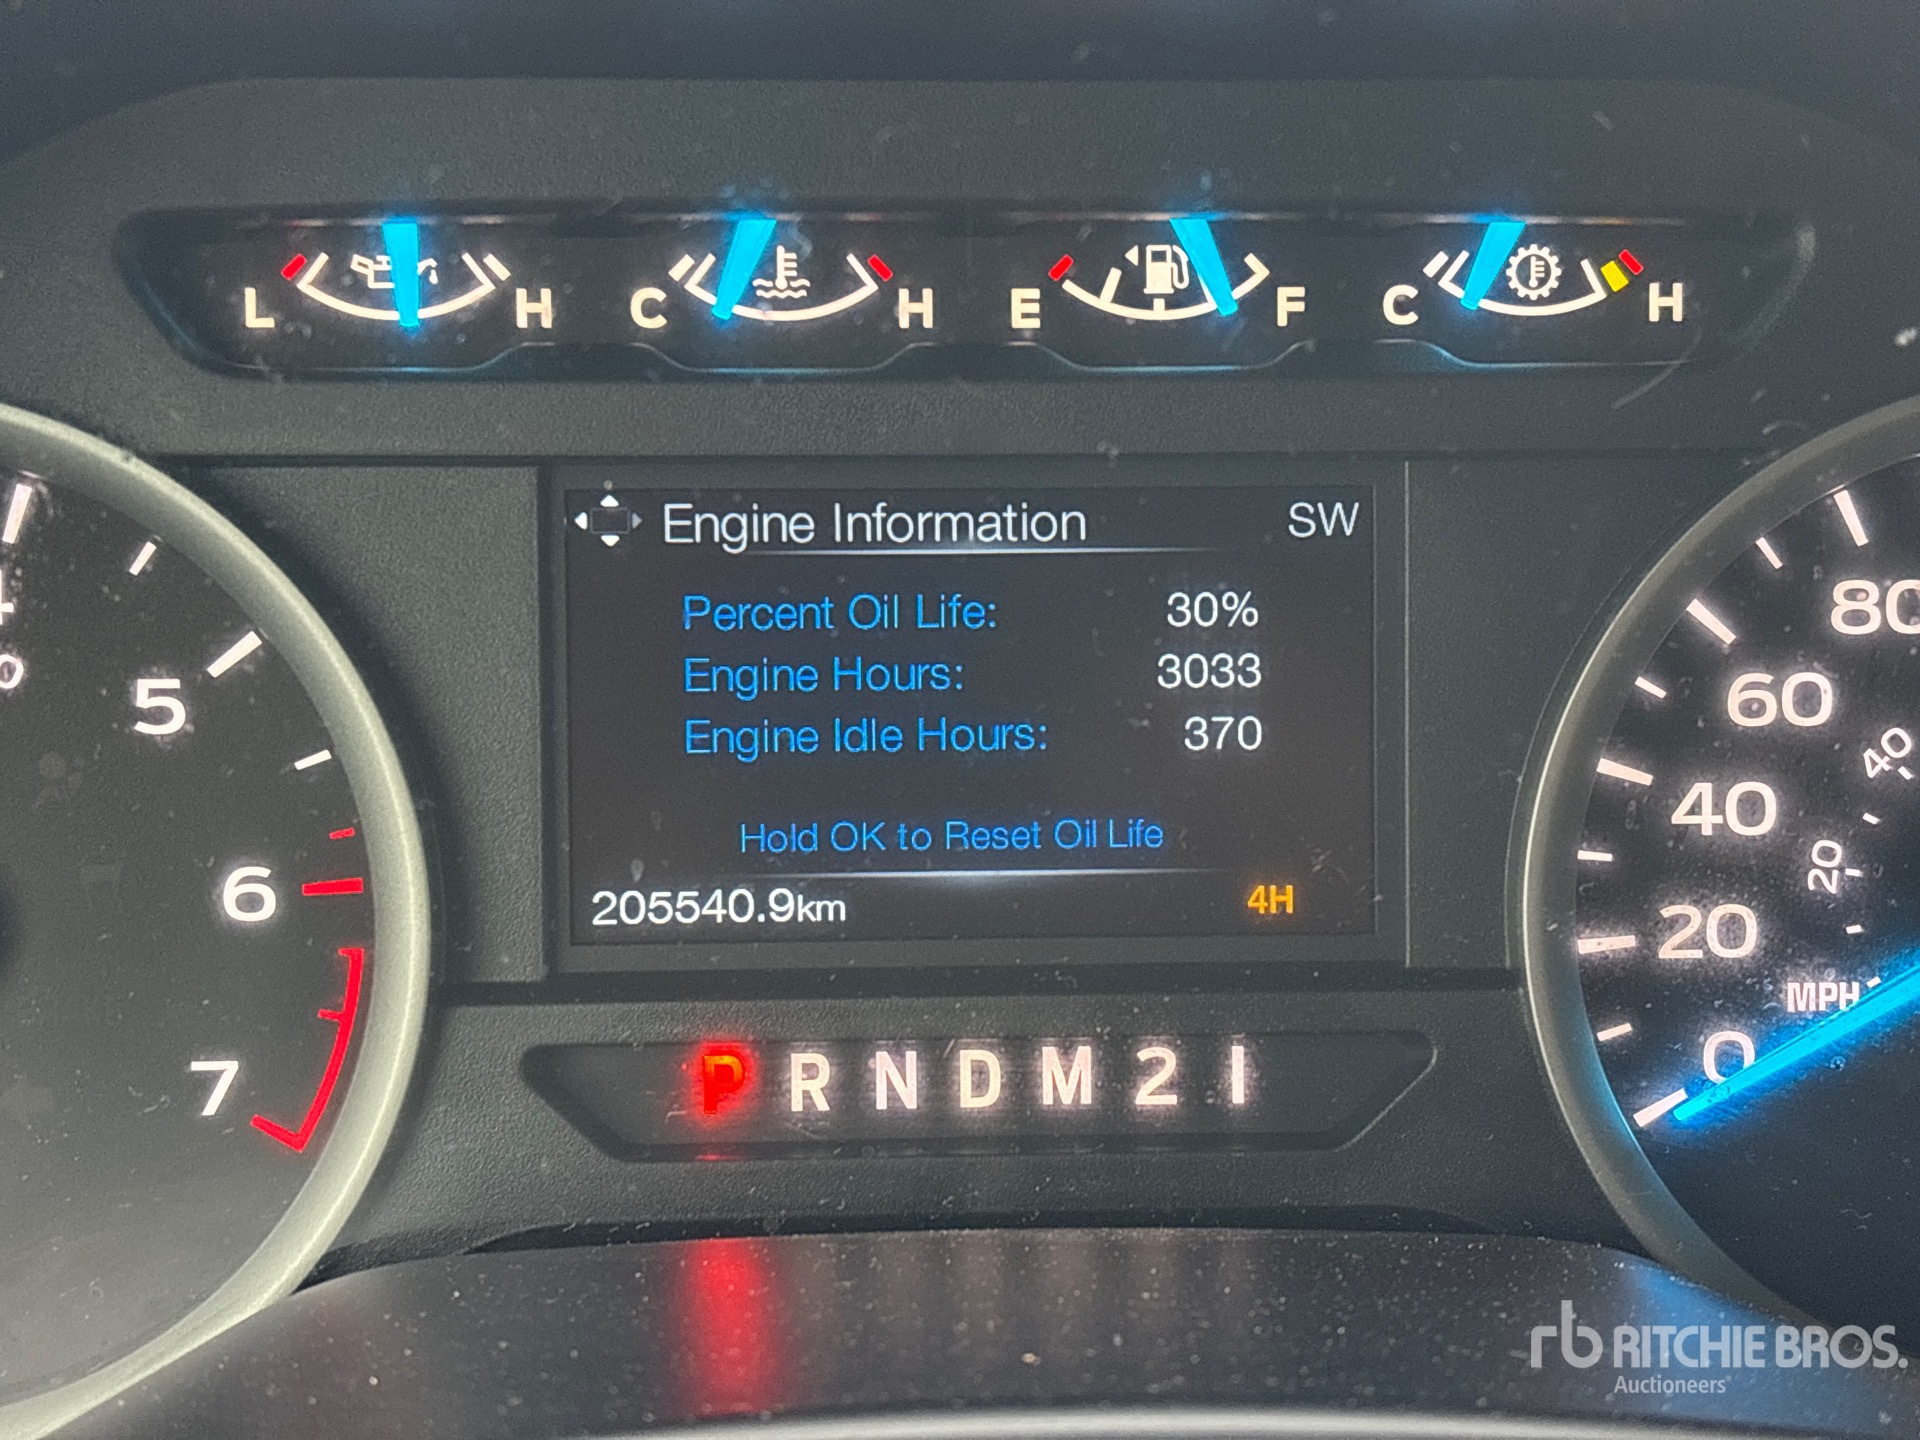 L H C H E F C H
Engine Information SW
Percent Oil Life: 30%
Engine Hours: 3033
Engine Idle Hours: 370
Hold OK to Reset Oil Life
205540.9km 4H
P R N D M 2 1
5
6
7
80
60
40
20
0
40
20
MPH
rb RITCHIE BROS.
Auctioneers